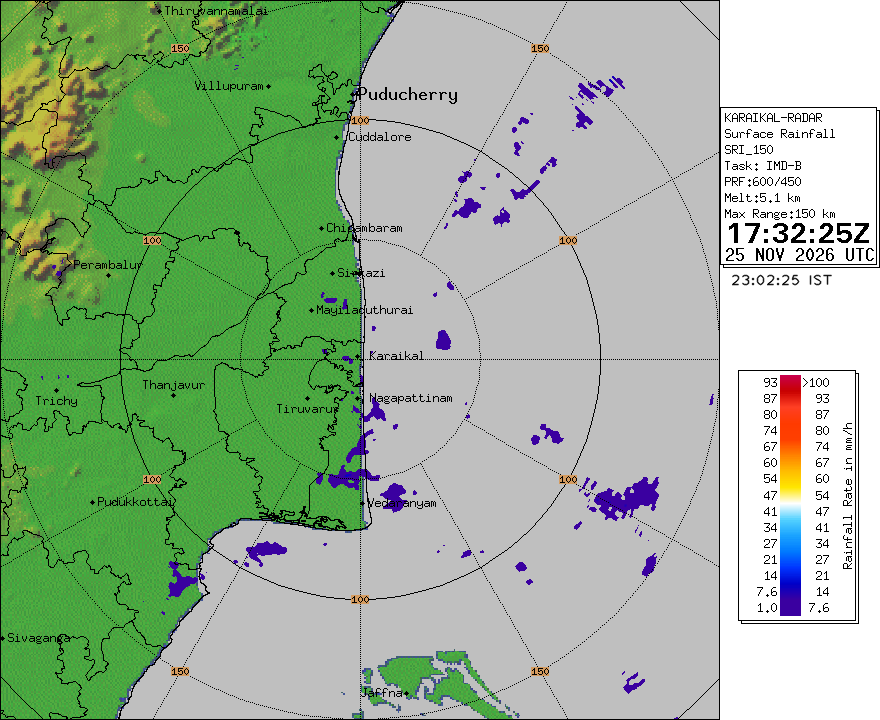 Thiruvannamalai
150
150
Villupuram
Puducherry
100
Cuddalore
Chidambaram
100
100
Perambalur
Sirkazi
Mayiladuthurai
Karaikal
Thanjavur
Trichy
Tiruvarur
Nagapattinam
100
100
Pudukkottai
Vedaranyam
100
Sivaganga
150
150
Jaffna
KARAIKAL-RADAR
Surface Rainfall
SRI_150
Task: IMD-B
PRF:600/450
Melt:5.1 km
Max Range:150 km
17:32:25Z
25 NOV 2026 UTC
23:02:25 IST
93 >100
87 93
80 87
74 80
67 74
60 67
54 60
47 54
41 47
34 41
27 34
21 27
14 21
7.6 14
1.0 7.6
Rainfall Rate in mm/h